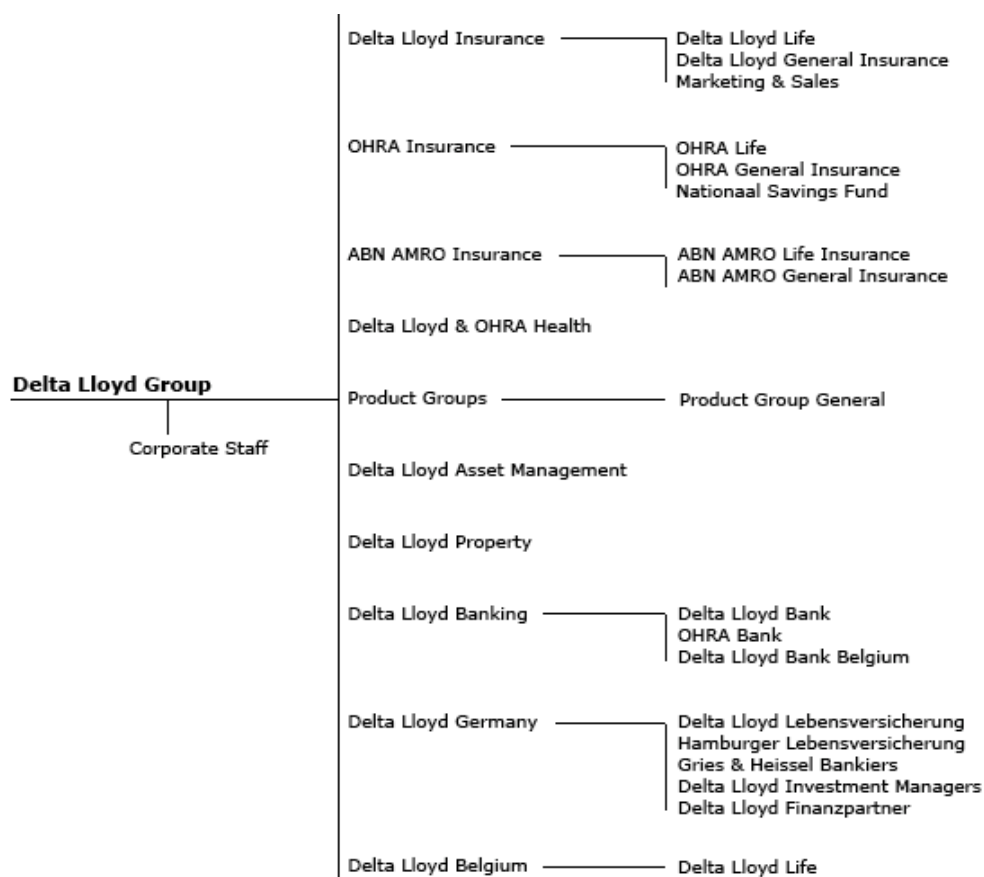 Delta Lloyd Group
Corporate Staff
Delta Lloyd Insurance
Delta Lloyd Life
Delta Lloyd General Insurance
Marketing & Sales
OHRA Insurance
OHRA Life
OHRA General Insurance
Nationaal Savings Fund
ABN AMRO Insurance
ABN AMRO Life Insurance
ABN AMRO General Insurance
Delta Lloyd & OHRA Health
Product Groups
Product Group General
Delta Lloyd Asset Management
Delta Lloyd Property
Delta Lloyd Banking
Delta Lloyd Bank
OHRA Bank
Delta Lloyd Bank Belgium
Delta Lloyd Germany
Delta Lloyd Lebensversicherung
Hamburger Lebensversicherung
Gries & Heissel Bankiers
Delta Lloyd Investment Managers
Delta Lloyd Finanzpartner
Delta Lloyd Belgium
Delta Lloyd Life